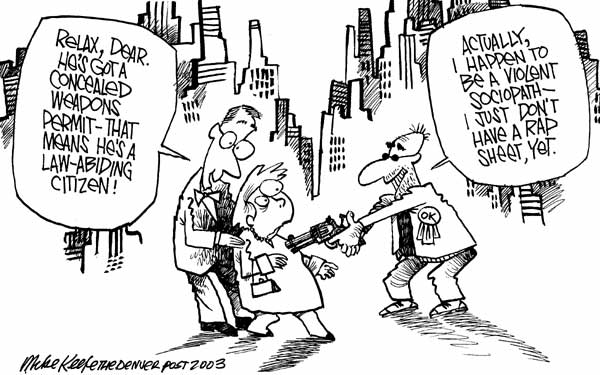 RELAX, DEAR.
HE'S GOT A
CONCEALED
WEAPONS
PERMIT-THAT
MEANS HE'S A
LAW-ABIDING
CITIZEN!
ACTUALLY,
I HAPPEN TO
BE A VIOLENT
SOCIOPATH-
I JUST DON'T
HAVE A RAP
SHEET, YET.
OK
MIKE KEEFE THE DENVER POST 2003